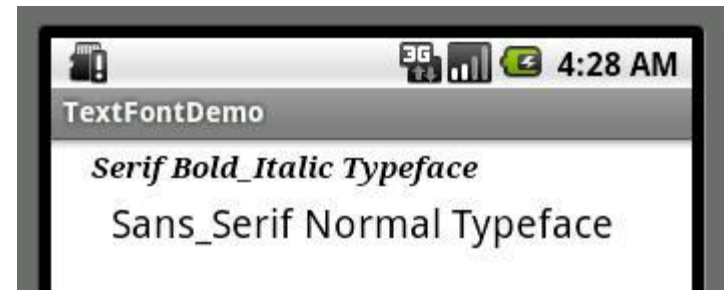 3G 4:28 AM
TextFontDemo
Serif Bold_Italic Typeface
Sans_Serif Normal Typeface